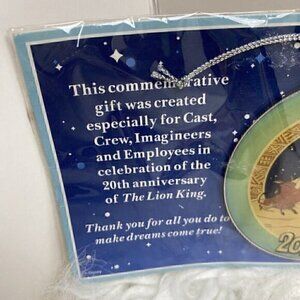 This commemorative
gift was created
especially for Cast,
Crew, Imagineers
and Employees in
celebration of the
20th anniversary
of The Lion King.
Thank you for all you do to
make dreams come true!